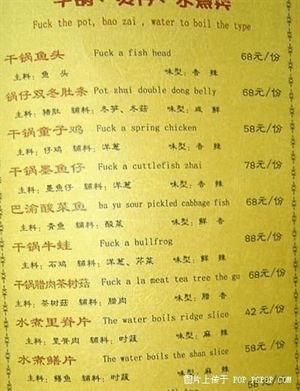 Fuck the pot, bao zai, water to boil the type
干锅鱼头 Fuck a fish head 68元/份
主料：鱼头 味型：香辣
锅仔双冬肚条 Pot zhai double dong belly 68元/份
主料：猪肚 辅料：冬笋、冬菇 味型：咸鲜
干锅童子鸡 Fuck a spring chicken 58元/份
主料：仔鸡 辅料：洋葱 味型：香辣
干锅墨鱼仔 Fuck a cuttlefish zhai 78元/份
主料：墨鱼仔 辅料：洋葱 味型：香辣
巴渝酸菜鱼 ba yu sour pickled cabbage fish 68元/份
主料：青鱼 辅料：酸菜 味型：鲜香
干锅牛蛙 Fuck a bullfrog 88元/份
主料：石鸡 辅料：洋葱、芹菜 味型：香辣
干锅腊肉茶树菇 Fuck a la meat tea tree the gu 68元/份
主料：茶树菇 辅料：腊肉 味型：腊香
水煮里脊片 The water boils ridge slice 42元/份
主料：里脊肉 辅料：时蔬 味型：麻辣
水煮鳝片 The water boils the shan slice 58元/份
主料：鳝鱼 辅料：时蔬 味型：麻辣
图片上传于 POP.PCPOP.COM